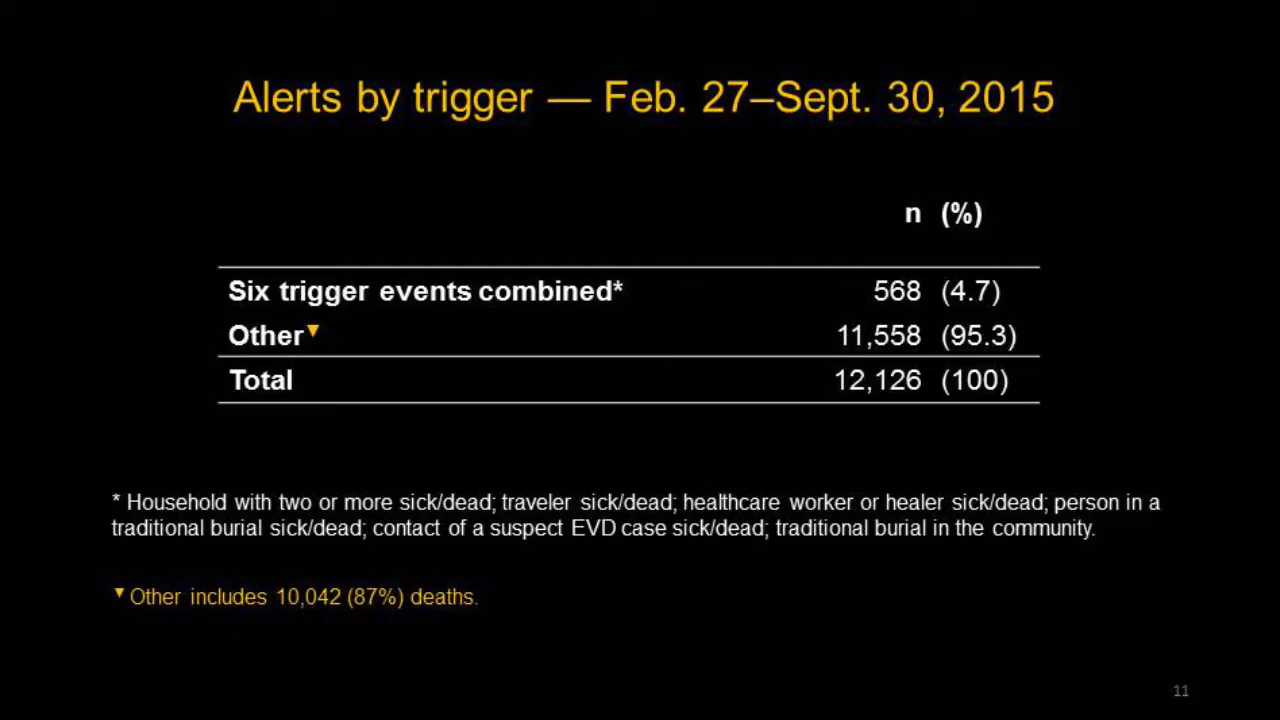 Alerts by trigger — Feb. 27–Sept. 30, 2015
n (%)
Six trigger events combined* 568 (4.7)
Other▼ 11,558 (95.3)
Total 12,126 (100)
* Household with two or more sick/dead; traveler sick/dead; healthcare worker or healer sick/dead; person in a
traditional burial sick/dead; contact of a suspect EVD case sick/dead; traditional burial in the community.
▼ Other includes 10,042 (87%) deaths.
11